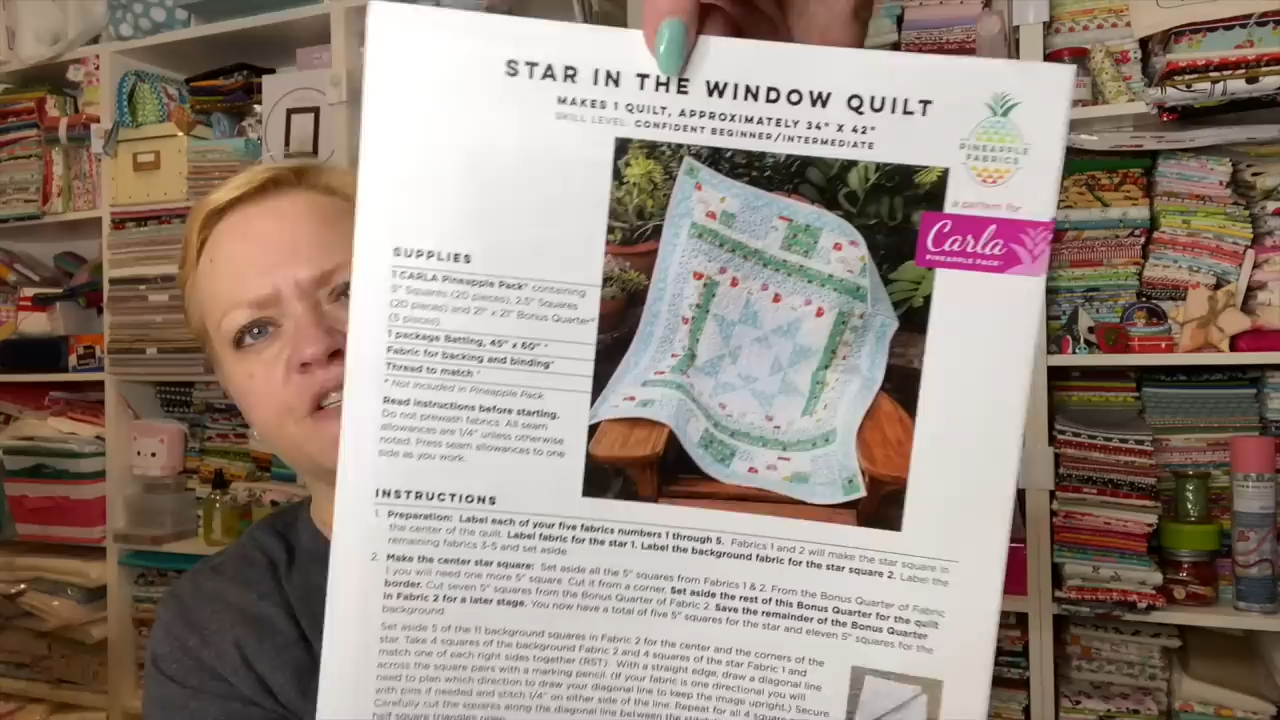 STAR IN THE WINDOW QUILT
MAKES 1 QUILT, APPROXIMATELY 34" X 42"
SKILL LEVEL: CONFIDENT BEGINNER/INTERMEDIATE
PINEAPPLE
FABRICS
a pattern for
Carla
PINEAPPLE PACK
SUPPLIES
1 CARLA Pineapple Pack* containing
5" Squares (20 pieces), 2.5" Squares
(20 pieces) and 21" x 21" Bonus Quarter*
(5 pieces)
1 package Batting, 45" x 60" *
Fabric for backing and binding*
Thread to match *
* Not included in Pineapple Pack
Read instructions before starting.
Do not prewash fabrics. All seam
allowances are 1/4" unless otherwise
noted. Press seam allowances to one
side as you work.
INSTRUCTIONS
1. Preparation: Label each of your five fabrics numbers 1 through 5. Fabrics 1 and 2 will make the star square in
the center of the quilt. Label fabric for the star 1. Label the background fabric for the star square 2. Label the
remaining fabrics 3-5 and set aside.
2. Make the center star square: Set aside all the 5" squares from Fabrics 1 & 2. From the Bonus Quarter of Fabric
1 you will need one more 5" square. Cut it from a corner. Set aside the rest of this Bonus Quarter for the quilt
border. Cut seven 5" squares from the Bonus Quarter of Fabric 2. Save the remainder of the Bonus Quarter
in Fabric 2 for a later stage. You now have a total of five 5" squares for the star and eleven 5" squares for the
background.
Set aside 5 of the 11 background squares in Fabric 2 for the center and the corners of the
star. Take 4 squares of the background Fabric 2 and 4 squares of the star Fabric 1 and
match one of each right sides together (RST). With a straight edge, draw a diagonal line
across the square pairs with a marking pencil. (If your fabric is one directional you will
need to plan which direction to draw your diagonal line to keep the image upright.) Secure
with pins if needed and stitch 1/4" on either side of the line. Repeat for all 4 square
Carefully cut the squares along the diagonal line between the
half square triangles open